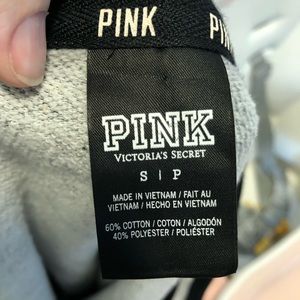 PINK
PINK
PINK
VICTORIA'S SECRET
S | P
MADE IN VIETNAM / FAIT AU
VIETNAM / HECHO EN VIETNAM
60% COTTON / COTON / ALGODÓN
40% POLYESTER / POLIÉSTER